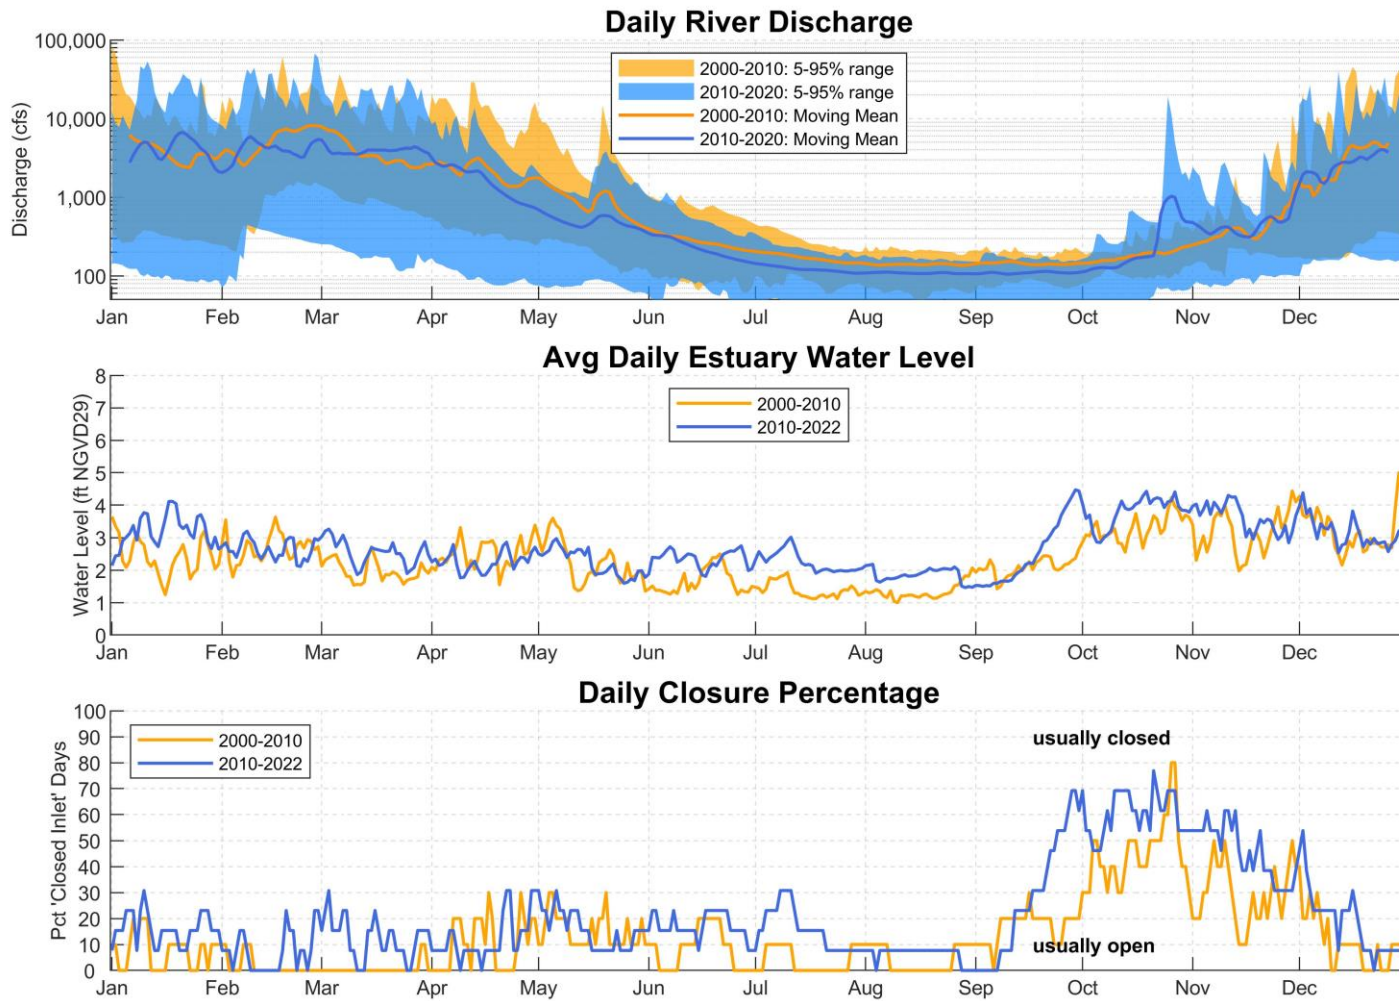 Daily River Discharge
100,000
10,000
1,000
100
Discharge (cfs)
2000-2010: 5-95% range
2010-2020: 5-95% range
2000-2010: Moving Mean
2010-2020: Moving Mean
Jan Feb Mar Apr May Jun Jul Aug Sep Oct Nov Dec
Avg Daily Estuary Water Level
8
7
6
5
4
3
2
1
0
Water Level (ft NGVD29)
2000-2010
2010-2022
Jan Feb Mar Apr May Jun Jul Aug Sep Oct Nov Dec
Daily Closure Percentage
100
90
80
70
60
50
40
30
20
10
0
Pct 'Closed Inlet' Days
2000-2010
2010-2022
usually closed
usually open
Jan Feb Mar Apr May Jun Jul Aug Sep Oct Nov Dec